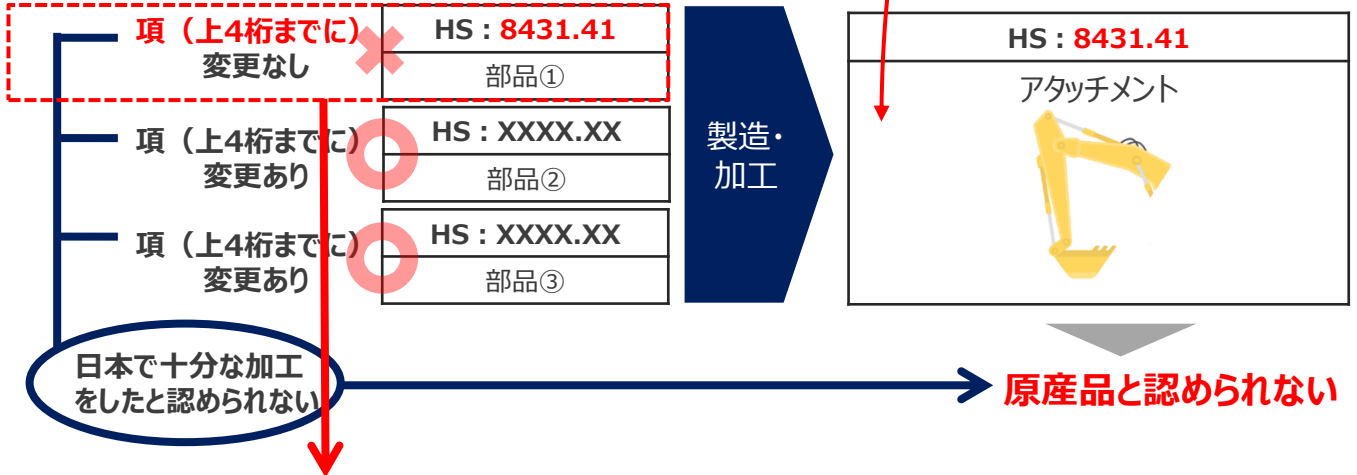 項（上4桁までに）
変更なし
HS：8431.41
部品①
項（上4桁までに）
変更あり
HS：XXXX.XX
部品②
項（上4桁までに）
変更あり
HS：XXXX.XX
部品③
製造・
加工
HS：8431.41
アタッチメント
日本で十分な加工
をしたと認められない
原産品と認められない